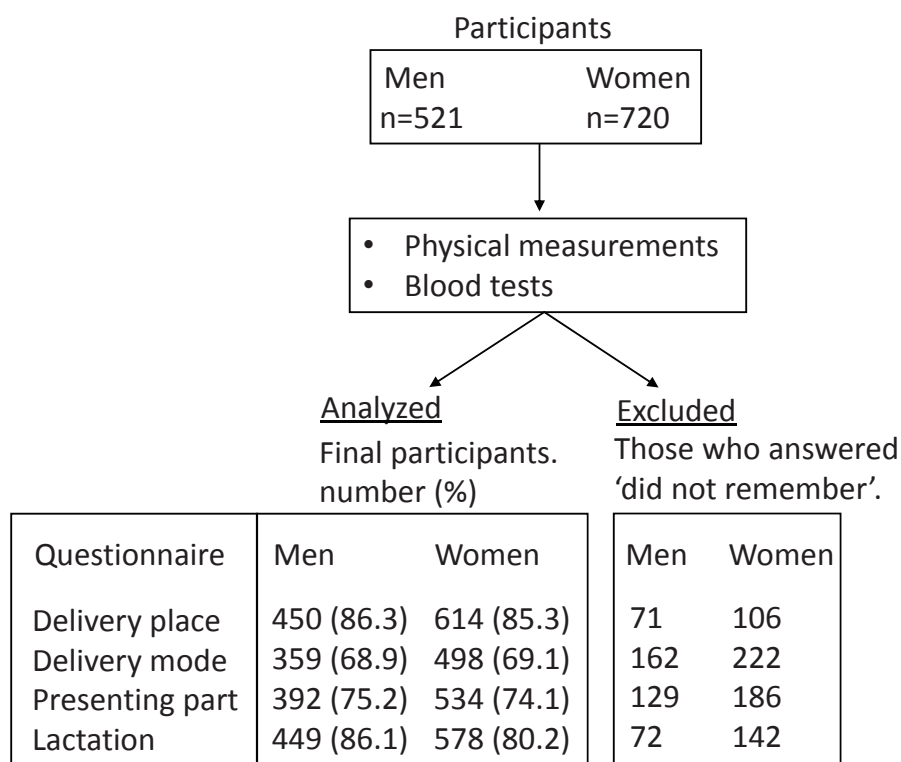 Participants
Men Women
n=521 n=720
• Physical measurements
• Blood tests
Analyzed
Final participants.
number (%)
Excluded
Those who answered
‘did not remember’.
Questionnaire Men Women Men Women
Delivery place 450 (86.3) 614 (85.3) 71 106
Delivery mode 359 (68.9) 498 (69.1) 162 222
Presenting part 392 (75.2) 534 (74.1) 129 186
Lactation 449 (86.1) 578 (80.2) 72 142